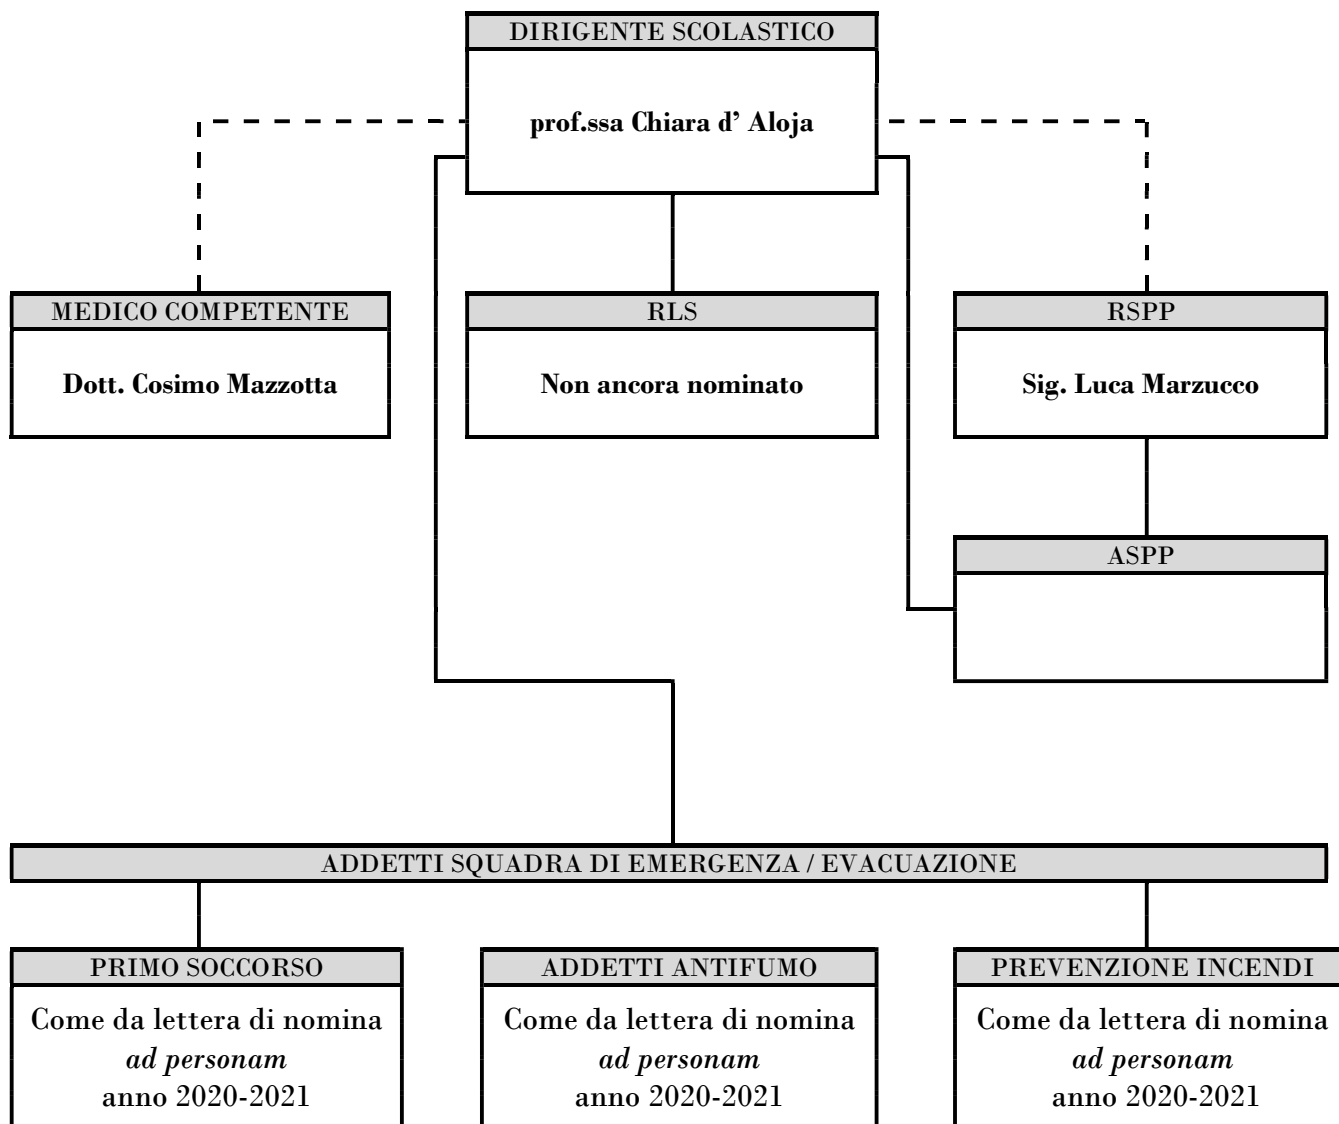 DIRIGENTE SCOLASTICO
prof.ssa Chiara d' Aloja
MEDICO COMPETENTE
Dott. Cosimo Mazzotta
RLS
Non ancora nominato
RSPP
Sig. Luca Marzucco
ASPP
ADDETTI SQUADRA DI EMERGENZA / EVACUAZIONE
PRIMO SOCCORSO
Come da lettera di nomina
ad personam
anno 2020-2021
ADDETTI ANTIFUMO
Come da lettera di nomina
ad personam
anno 2020-2021
PREVENZIONE INCENDI
Come da lettera di nomina
ad personam
anno 2020-2021